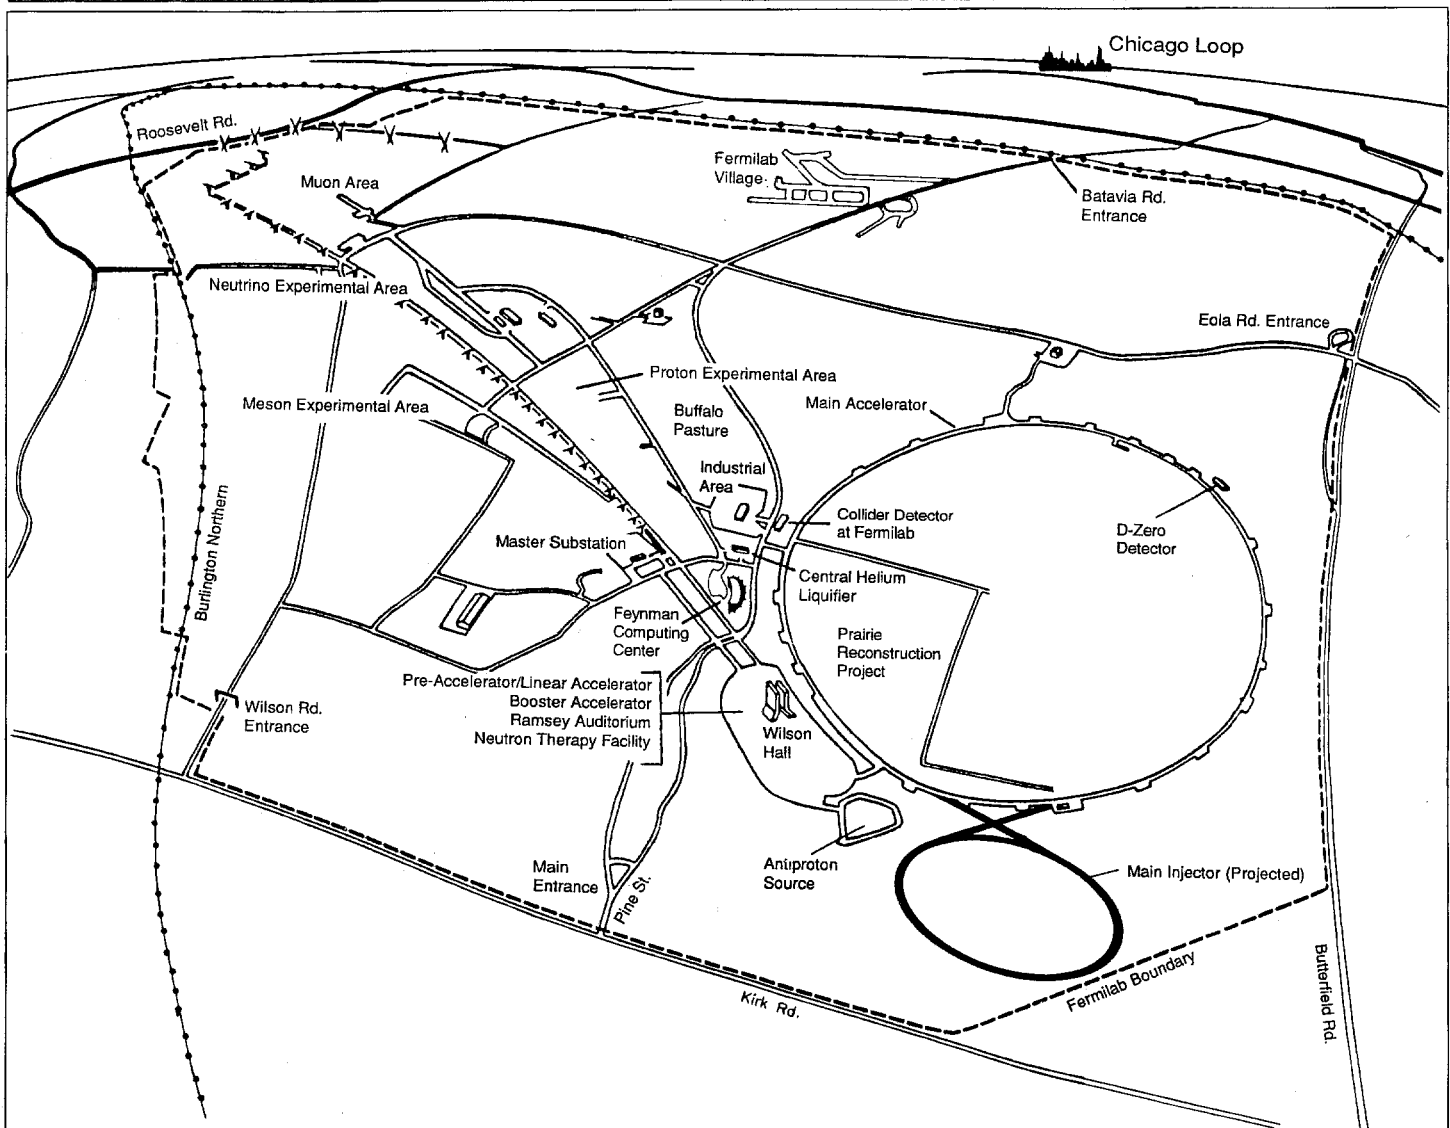 Chicago Loop
Roosevelt Rd.
Muon Area
Fermilab
Village
Batavia Rd.
Entrance
Neutrino Experimental Area
Eola Rd. Entrance
Proton Experimental Area
Meson Experimental Area
Buffalo
Pasture
Main Accelerator
Industrial
Area
Collider Detector
at Fermilab
D-Zero
Detector
Burlington Northern
Master Substation
Central Helium
Liquifier
Feynman
Computing
Center
Prairie
Reconstruction
Project
Pre-Accelerator/Linear Accelerator
Booster Accelerator
Ramsey Auditorium
Neutron Therapy Facility
Wilson Rd.
Entrance
Wilson
Hall
Main
Entrance
Pine St.
Antiproton
Source
Main Injector (Projected)
Fermilab Boundary
Kirk Rd.
Butterfield Rd.